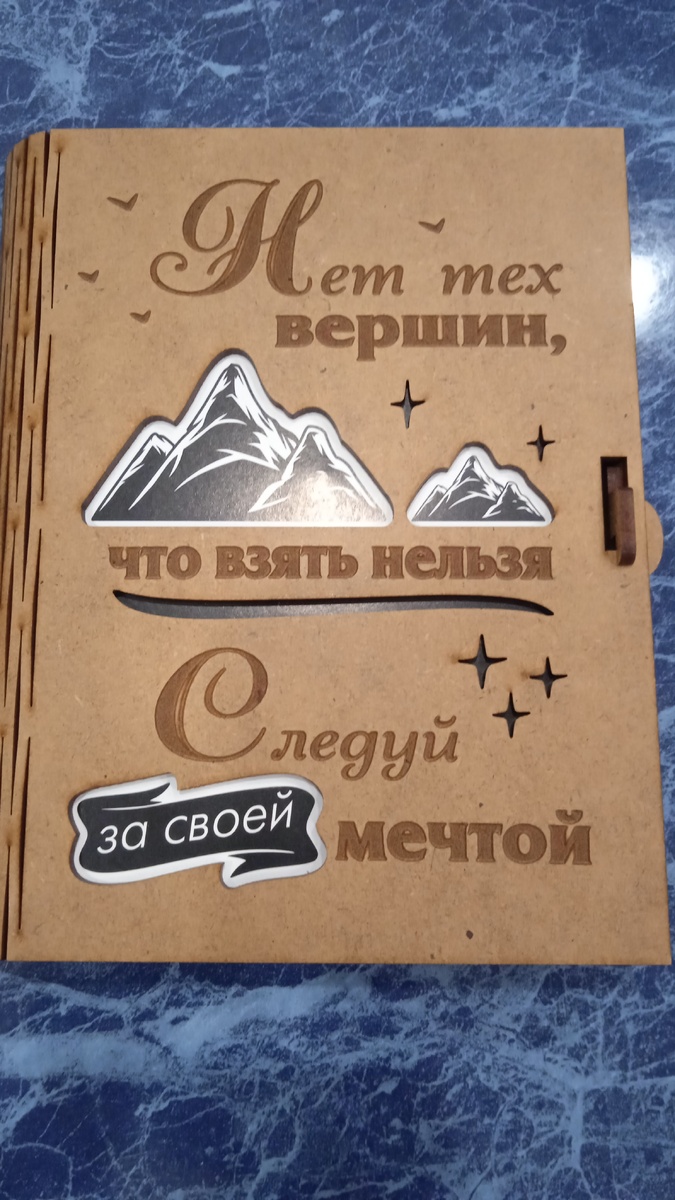 Нет тех
вершин,
что взять нельзя
Следуй
за своей мечтой